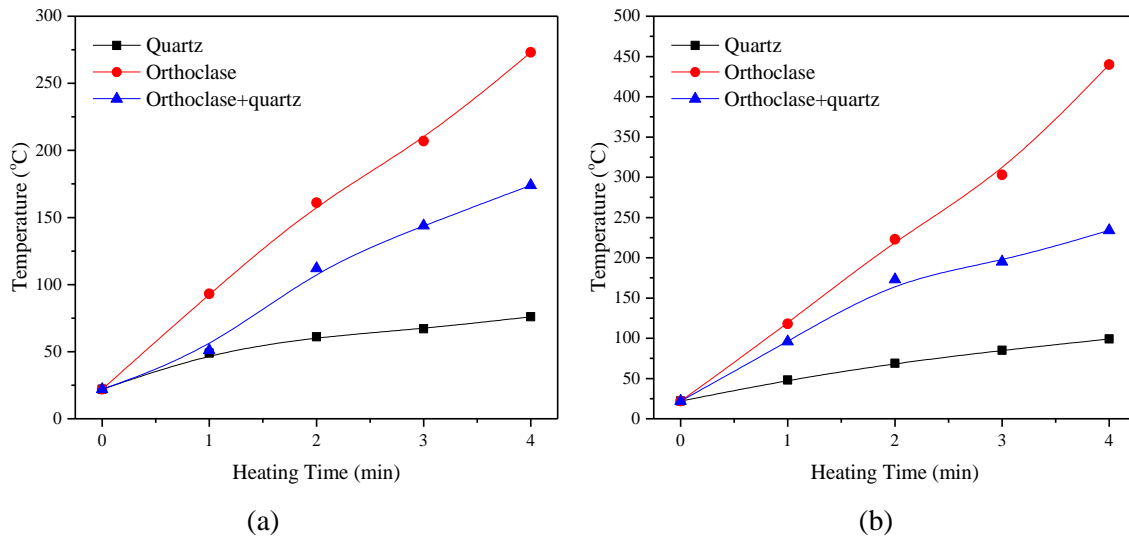 300
250
200
150
100
50
0
Temperature (°C)
Quartz
Orthoclase
Orthoclase+quartz
0 1 2 3 4
Heating Time (min)
(a)
500
450
400
350
300
250
200
150
100
50
0
Temperature (°C)
Quartz
Orthoclase
Orthoclase+quartz
0 1 2 3 4
Heating Time (min)
(b)